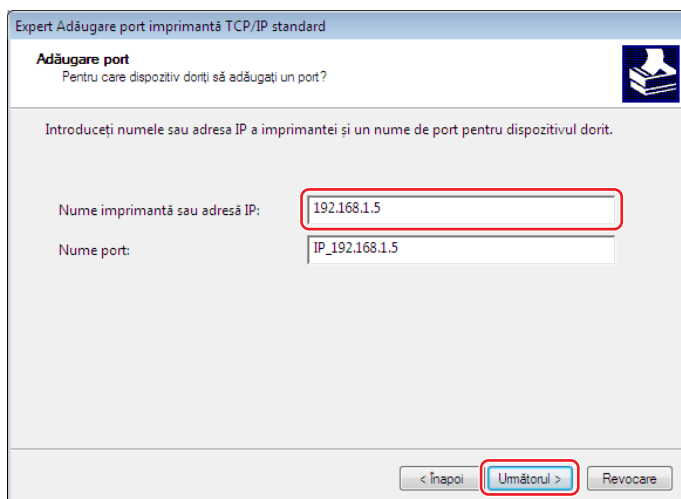 Expert Adăugare port imprimantă TCP/IP standard
Adăugare port
Pentru care dispozitiv doriți să adăugați un port?
Introduceți numele sau adresa IP a imprimantei și un nume de port pentru dispozitivul dorit.
Nume imprimantă sau adresă IP: 192.168.1.5
Nume port: IP_192.168.1.5
< Înapoi Următorul > Revocare